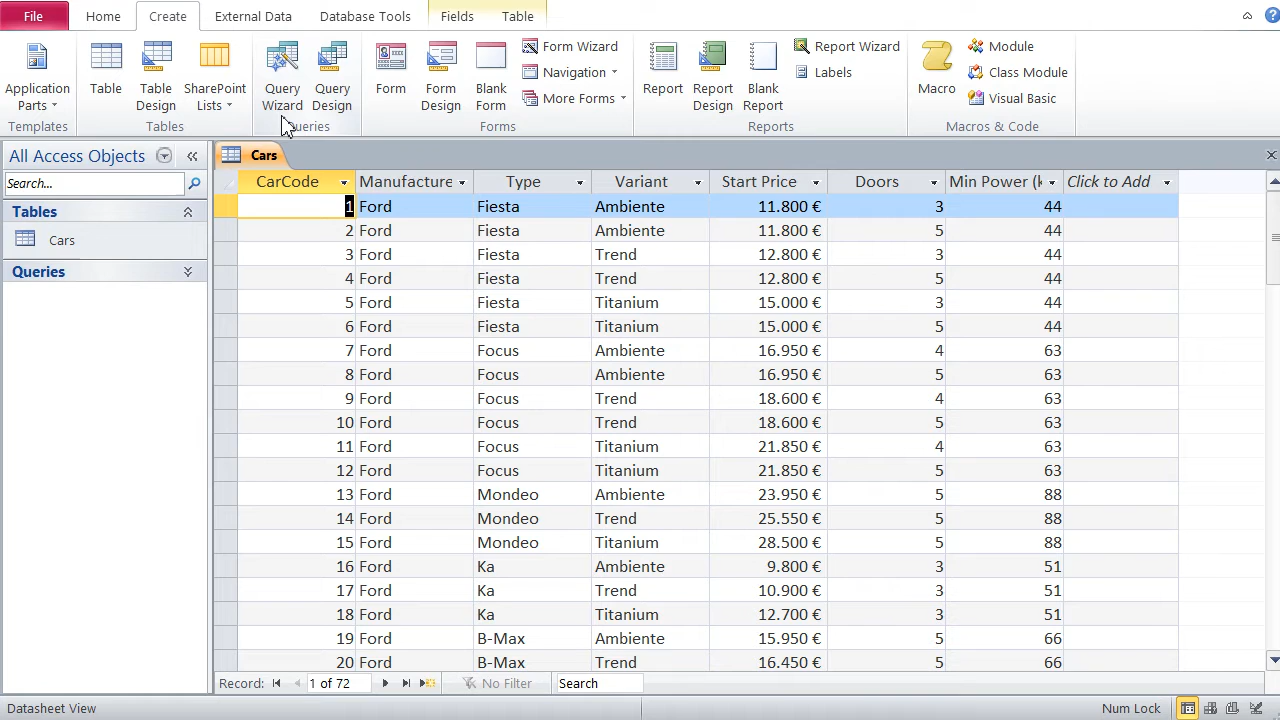 File Home Create External Data Database Tools Fields Table
Application Parts Table Table Design SharePoint Lists Query Wizard Query Design Form Form Design Blank Form Form Wizard Navigation More Forms Report Report Design Blank Report Report Wizard Labels Macro Module Class Module Visual Basic
Templates Tables Queries Forms Reports Macros & Code
All Access Objects
Search...
Tables
Cars
Queries
Cars
CarCode Manufacture Type Variant Start Price Doors Min Power (k Click to Add
1 Ford Fiesta Ambiente 11.800 € 3 44
2 Ford Fiesta Ambiente 11.800 € 5 44
3 Ford Fiesta Trend 12.800 € 3 44
4 Ford Fiesta Trend 12.800 € 5 44
5 Ford Fiesta Titanium 15.000 € 3 44
6 Ford Fiesta Titanium 15.000 € 5 44
7 Ford Focus Ambiente 16.950 € 4 63
8 Ford Focus Ambiente 16.950 € 5 63
9 Ford Focus Trend 18.600 € 4 63
10 Ford Focus Trend 18.600 € 5 63
11 Ford Focus Titanium 21.850 € 4 63
12 Ford Focus Titanium 21.850 € 5 63
13 Ford Mondeo Ambiente 23.950 € 5 88
14 Ford Mondeo Trend 25.550 € 5 88
15 Ford Mondeo Titanium 28.500 € 5 88
16 Ford Ka Ambiente 9.800 € 3 51
17 Ford Ka Trend 10.900 € 3 51
18 Ford Ka Titanium 12.700 € 3 51
19 Ford B-Max Ambiente 15.950 € 5 66
20 Ford B-Max Trend 16.450 € 5 66
Record: 1 of 72 No Filter Search
Datasheet View Num Lock